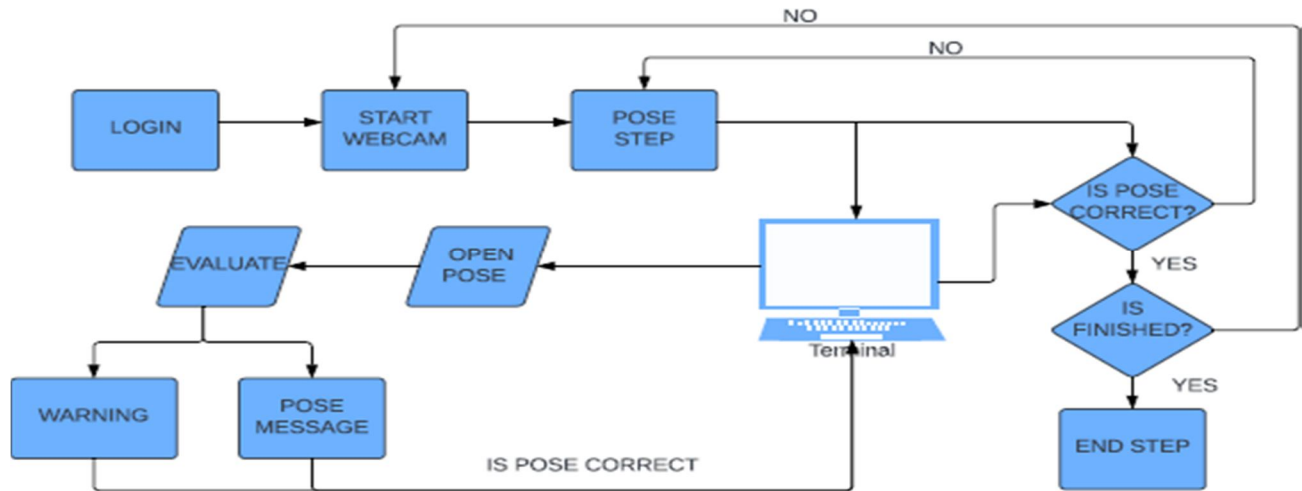 NO
NO
LOGIN
START
WEBCAM
POSE
STEP
IS POSE
CORRECT?
EVALUATE
OPEN
POSE
YES
IS
FINISHED?
Terminal
YES
WARNING
POSE
MESSAGE
END STEP
IS POSE CORRECT